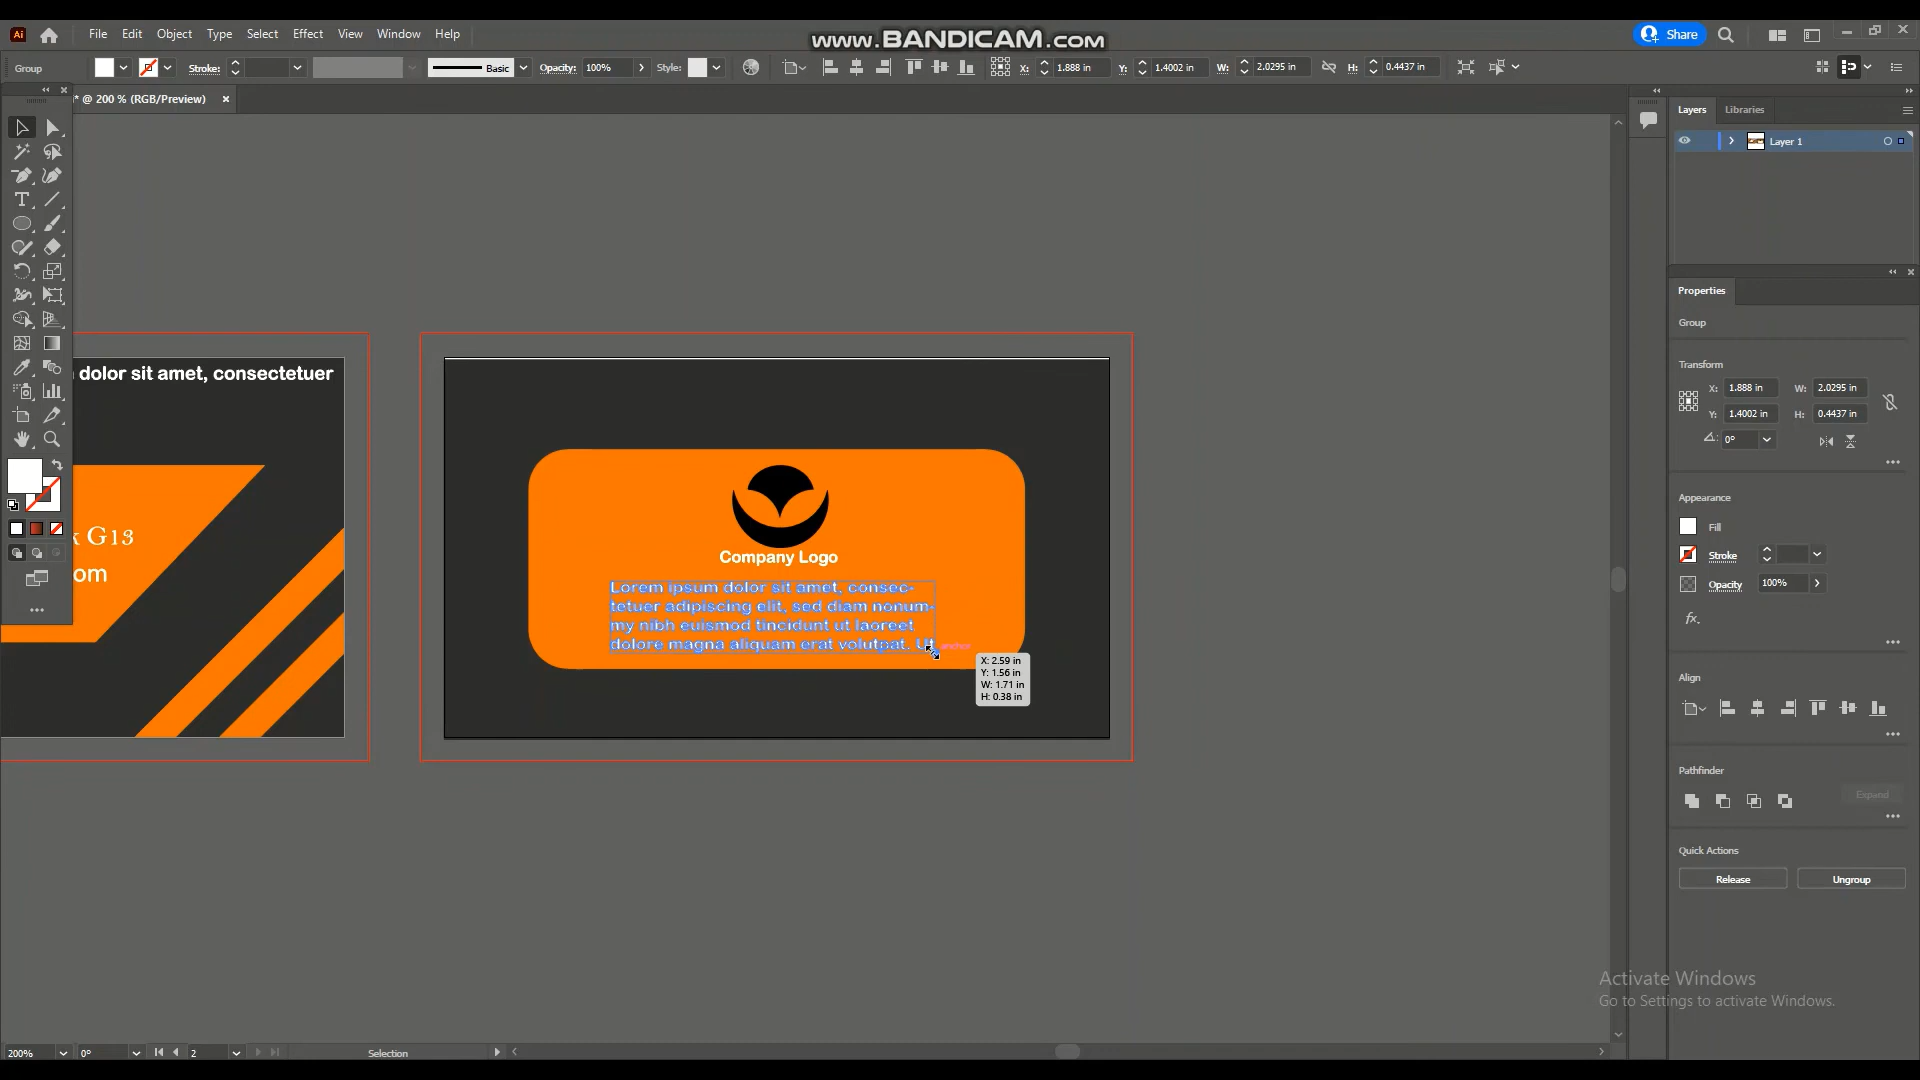 Ai File Edit Object Type Select Effect View Window Help
www.BANDICAM.com
Share
Group
Stroke:
Basic
Opacity: 100%
Style:
X: 1.888 in Y: 1.4002 in W: 2.0295 in H: 0.4437 in
* @ 200 % (RGB/Preview)
Layers Libraries
Layer 1
Properties
Group
Transform
X: 1.888 in W: 2.0295 in
Y: 1.4002 in H: 0.4437 in
0°
Appearance
Fill
Stroke
Opacity 100%
fx.
Align
Pathfinder
Expand
Quick Actions
Release Ungroup
dolor sit amet, consectetuer
G13
om
Company Logo
Lorem ipsum dolor sit amet, consec-
tetuer adipiscing elit, sed diam nonum-
my nibh euismod tincidunt ut laoreet
dolore magna aliquam erat volutpat. Ut
anchor
X: 2.59 in
Y: 1.56 in
W: 1.71 in
H: 0.38 in
Activate Windows
Go to Settings to activate Windows.
200% 0° 2 Selection